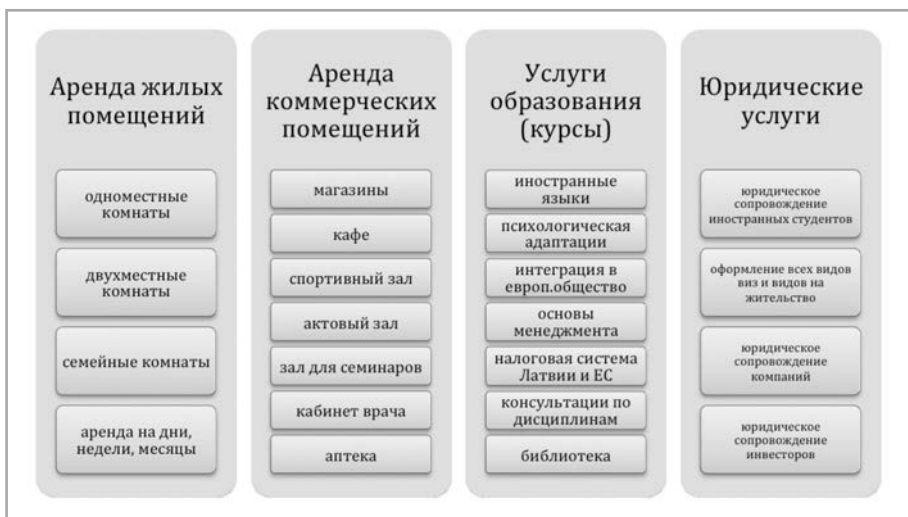 Аренда жилых
помещений
одноместные
комнаты
двухместные
комнаты
семейные комнаты
аренда на дни,
недели, месяцы
Аренда
коммерческих
помещений
магазины
кафе
спортивный зал
актовый зал
зал для семинаров
кабинет врача
аптека
Услуги
образования
(курсы)
иностранные
языки
психологическая
адаптации
интеграция в
европ.общество
основы
менеджмента
налоговая система
Латвии и ЕС
консультации по
дисциплинам
библиотека
Юридические
услуги
юридическое
сопровождение
иностранных студентов
оформление всех видов
виз и видов на
жительство
юридическое
сопровождение
компаний
юридическое
сопровождение
инвесторов